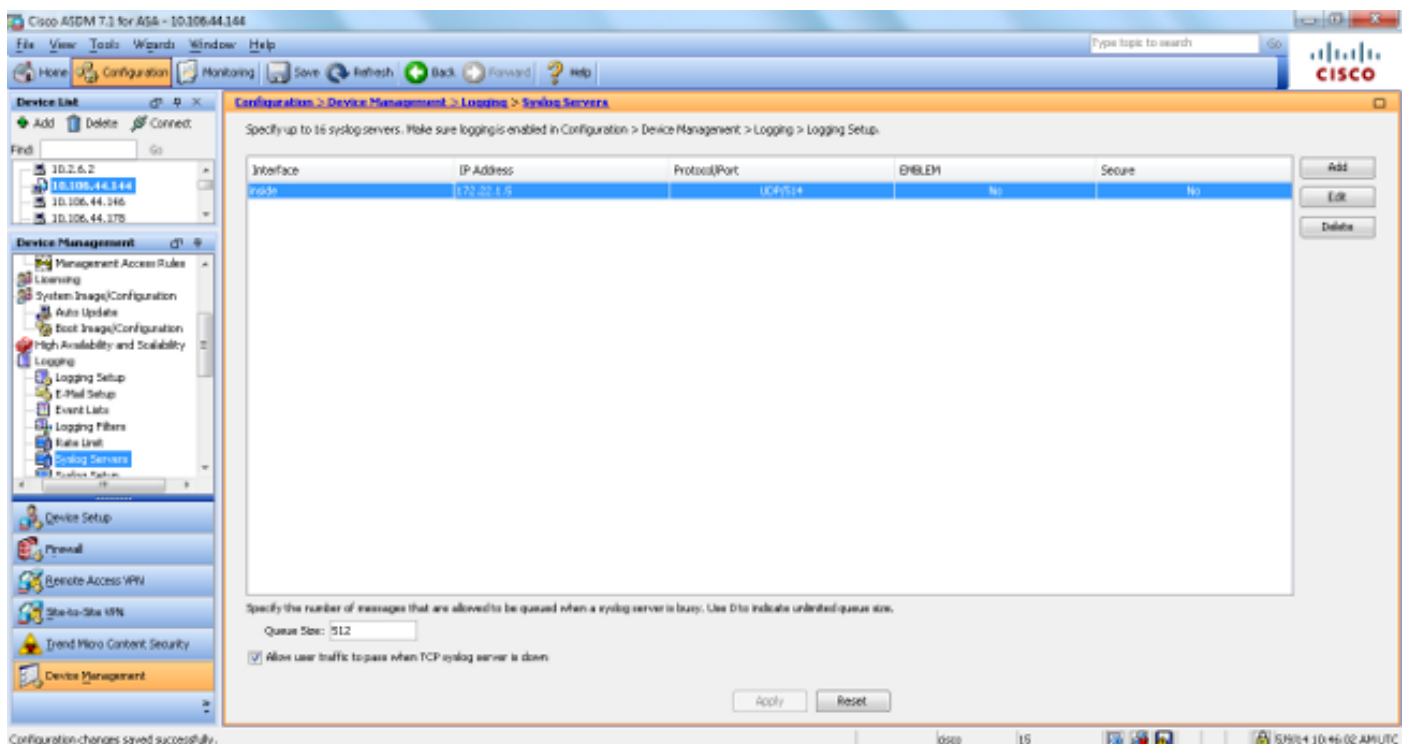 Cisco ASDM 7.1 for ASA - 10.106.44.144
File View Tools Wizards Window Help
Type topic to search Go
Home Configuration Monitoring Save Refresh Back Forward Help
CISCO
Device List
Add Delete Connect
Find: Go
10.2.6.2
10.106.44.144
10.106.44.146
10.106.44.178
Device Management
Management Access Rules
Licensing
System Image/Configuration
Auto Update
Boot Image/Configuration
High Availability and Scalability
Logging
Logging Setup
E-Mail Setup
Event Lists
Logging Filters
Rate Limit
Syslog Servers
Syslog Setup
Device Setup
Firewall
Remote Access VPN
Site-to-Site VPN
Trend Micro Content Security
Device Management
Configuration > Device Management > Logging > Syslog Servers
Specify up to 16 syslog servers. Make sure logging is enabled in Configuration > Device Management > Logging > Logging Setup.
Interface IP Address Protocol/Port EMBLEM Secure
inside 172.22.1.5 UDP/514 No No
Add
Edit
Delete
Specify the number of messages that are allowed to be queued when a syslog server is busy. Use 0 to indicate unlimited queue size.
Queue Size: 512
Allow user traffic to pass when TCP syslog server is down
Apply Reset
Configuration changes saved successfully.
cisco 15 5/9/14 10:46:02 AM UTC